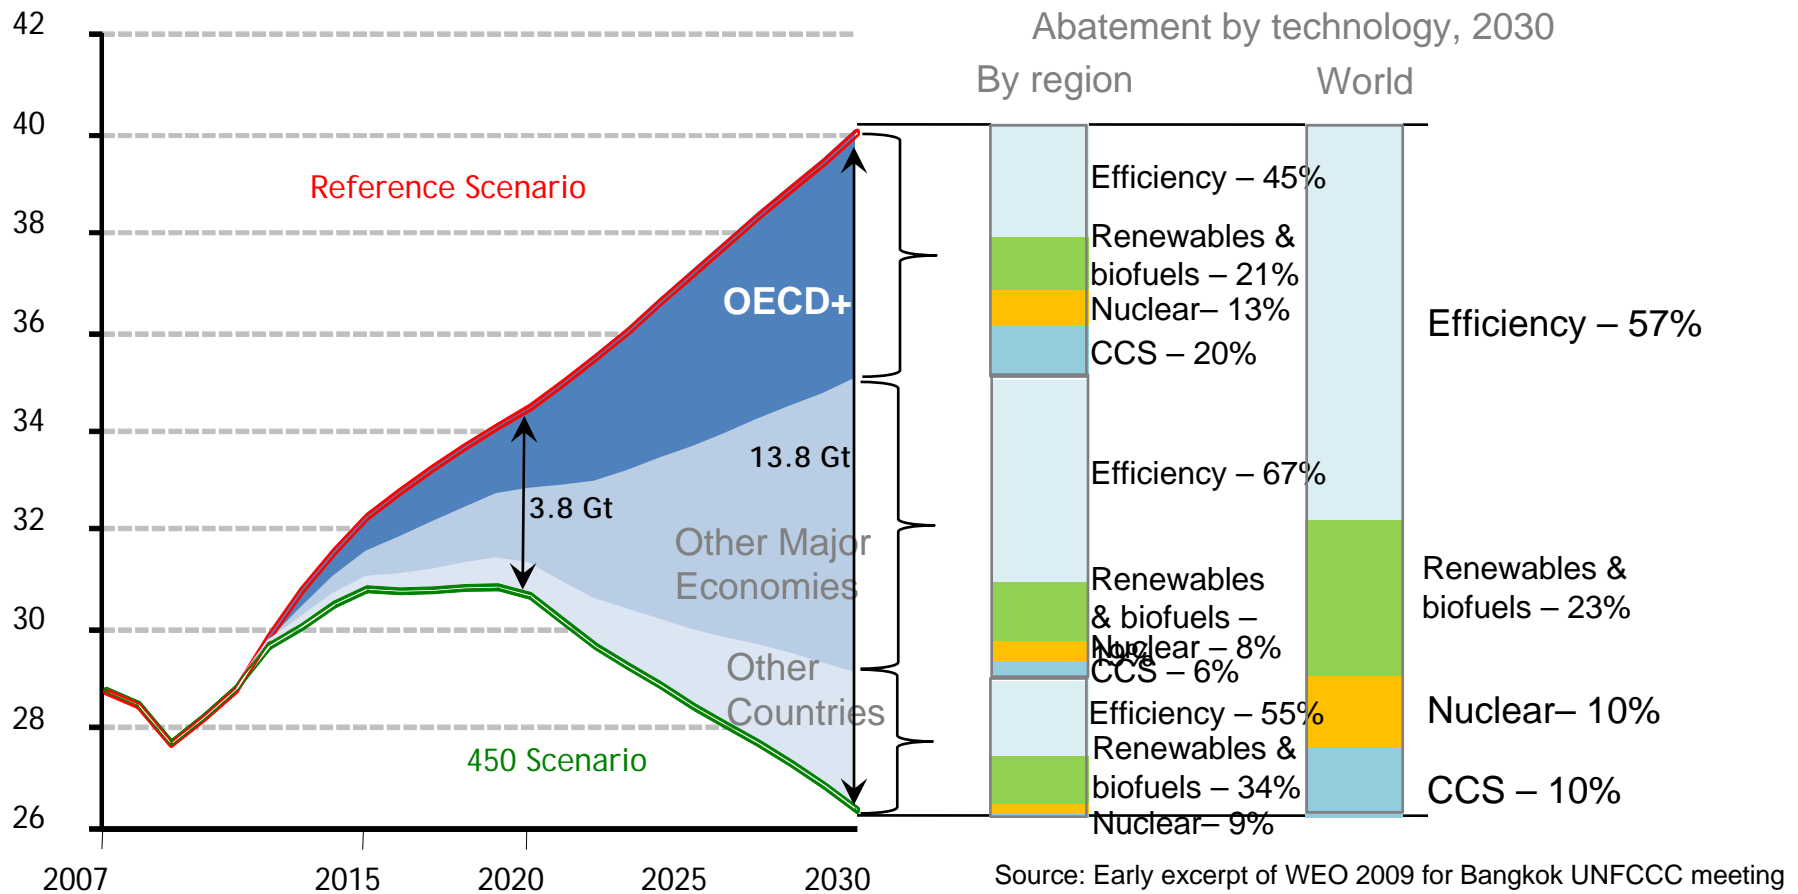 42
40
38
36
34
32
30
28
26
2007
2015
2020
2025
2030
Reference Scenario
OECD+
13.8 Gt
3.8 Gt
Other Major
Economies
Other
Countries
450 Scenario
Abatement by technology, 2030
By region
World
Efficiency – 45%
Renewables &
biofuels – 21%
Nuclear– 13%
CCS – 20%
Efficiency – 67%
Renewables
& biofuels –
19%
Nuclear – 8%
CCS – 6%
Efficiency – 55%
Renewables &
biofuels – 34%
Nuclear– 9%
Efficiency – 57%
Renewables &
biofuels – 23%
Nuclear– 10%
CCS – 10%
Source: Early excerpt of WEO 2009 for Bangkok UNFCCC meeting